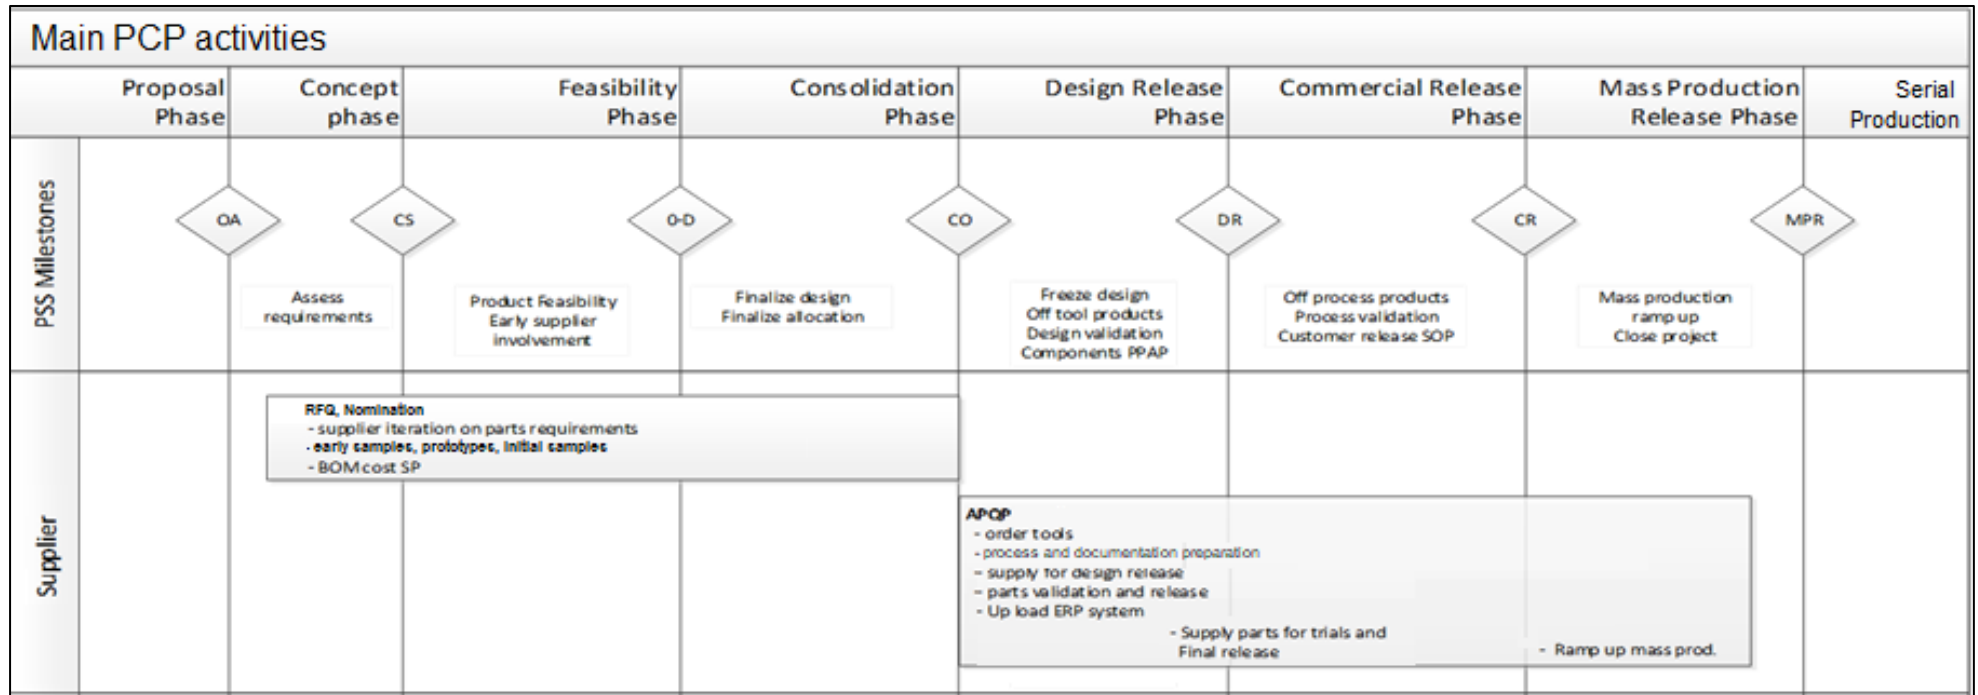 Main PCP activities
Proposal
Phase
Concept
phase
Feasibility
Phase
Consolidation
Phase
Design Release
Phase
Commercial Release
Phase
Mass Production
Release Phase
Serial
Production
PSS Milestones
OA
CS
0-D
CO
DR
CR
MPR
Assess
requirements
Product Feasibility
Early supplier
involvement
Finalize design
Finalize allocation
Freeze design
Off tool products
Design validation
Components PPAP
Off process products
Process validation
Customer release SOP
Mass production
ramp up
Close project
Supplier
RFQ, Nomination
- supplier iteration on parts requirements
- early samples, prototypes, initial samples
- BOM cost SP
APQP
- order tools
- process and documentation preparation
- supply for design release
- parts validation and release
- Up load ERP system
- Supply parts for trials and
Final release
- Ramp up mass prod.